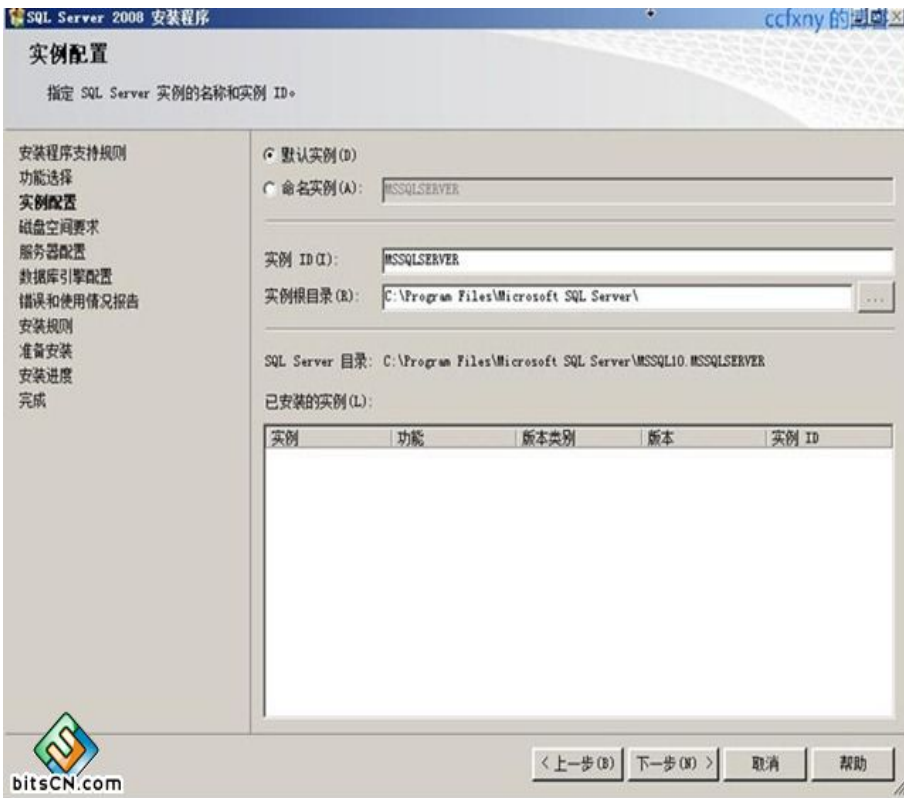 SQL Server 2008 安装程序
ccfxny 的博客
实例配置
指定 SQL Server 实例的名称和实例 ID。
安装程序支持规则
功能选择
实例配置
磁盘空间要求
服务器配置
数据库引擎配置
错误和使用情况报告
安装规则
准备安装
安装进度
完成
默认实例(D)
命名实例(A): MSSQLSERVER
实例 ID(I): MSSQLSERVER
实例根目录(R): C:\Program Files\Microsoft SQL Server\ ...
SQL Server 目录: C:\Program Files\Microsoft SQL Server\MSSQL10.MSSQLSERVER
已安装的实例(L):
实例 功能 版本类别 版本 实例 ID
< 上一步(B) 下一步(N) > 取消 帮助
bitsCN.com